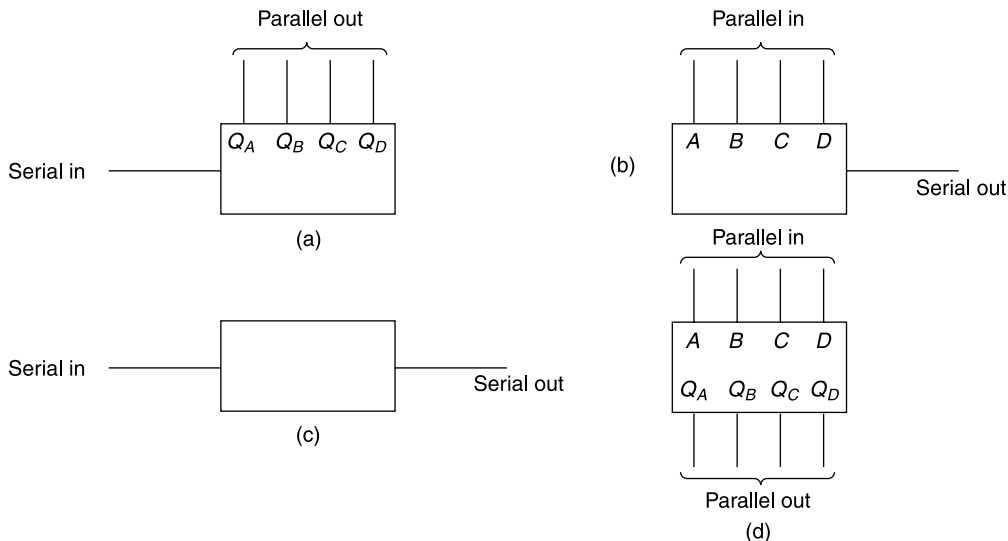 Parallel out
Q_A Q_B Q_C Q_D
Serial in
(a)
Parallel in
A B C D
(b)
Serial out
Serial in
Serial out
(c)
Parallel in
A B C D
Q_A Q_B Q_C Q_D
Parallel out
(d)